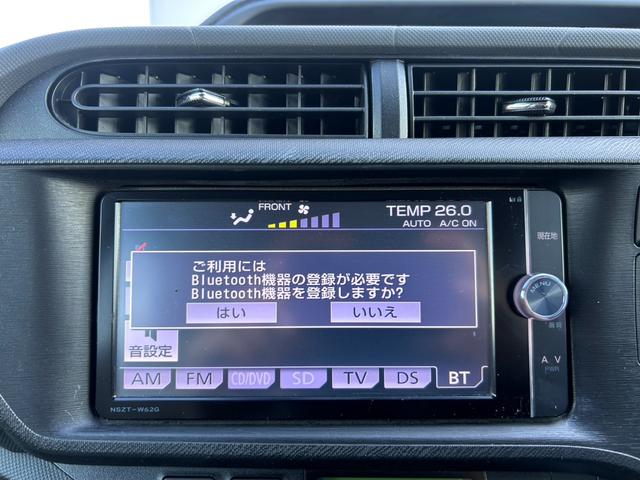 FRONT
TEMP 26.0
AUTO A/C ON
現在地
ご利用には
Bluetooth機器の登録が必要です
Bluetooth機器を登録しますか?
はい
いいえ
MENU
音設定
AV
PWR
AM
FM
CD/DVD
SD
TV
DS
BT
NSZT-W62G